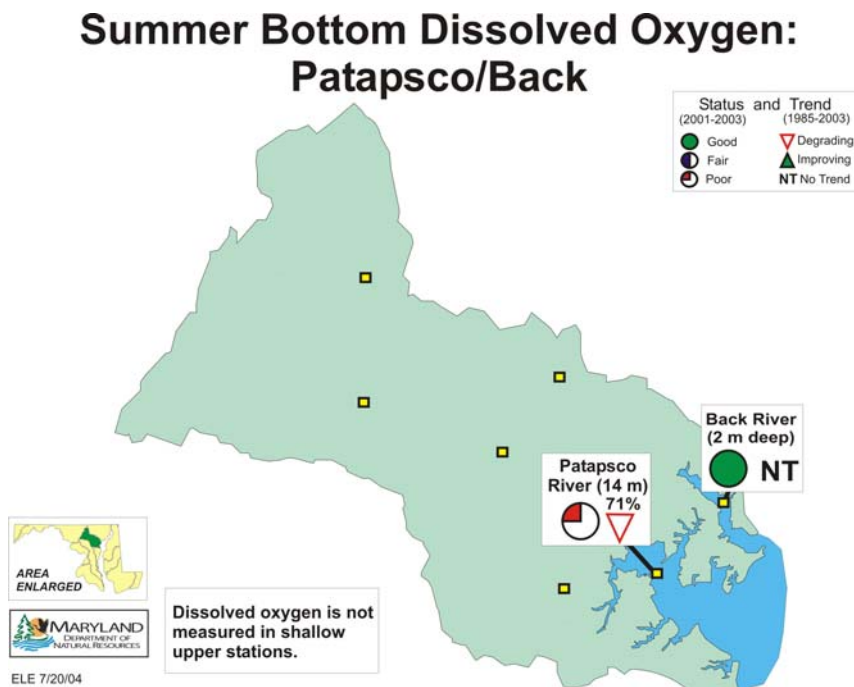 Summer Bottom Dissolved Oxygen:
Patapsco/Back
Status and Trend
(2001-2003) (1985-2003)
Good Degrading
Fair Improving
Poor NT No Trend
Back River
(2 m deep)
NT
Patapsco
River (14 m)
71%
AREA
ENLARGED
MARYLAND
DEPARTMENT OF
NATURAL RESOURCES
Dissolved oxygen is not
measured in shallow
upper stations.
ELE 7/20/04